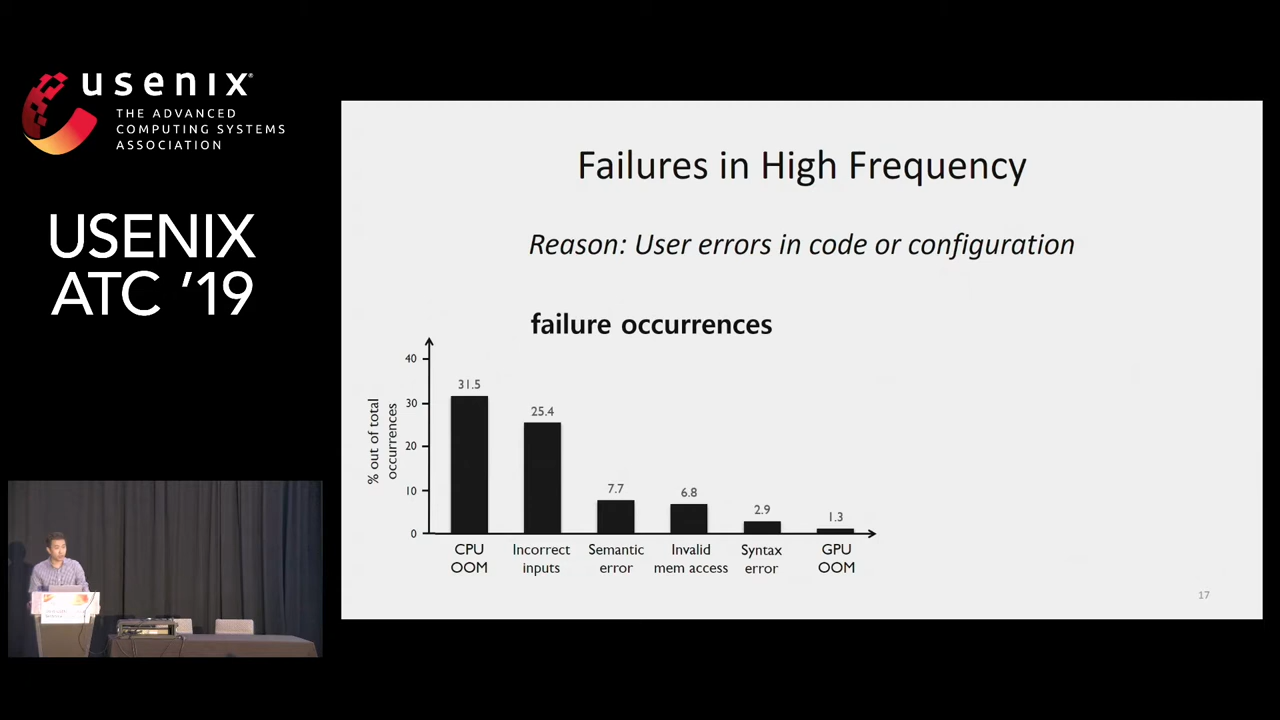 usenix®
THE ADVANCED
COMPUTING SYSTEMS
ASSOCIATION
USENIX
ATC ’19
Failures in High Frequency
Reason: User errors in code or configuration
failure occurrences
% out of total
occurrences
40
30
20
10
0
31.5
25.4
7.7
6.8
2.9
1.3
CPU
OOM
Incorrect
inputs
Semantic
error
Invalid
mem access
Syntax
error
GPU
OOM
17